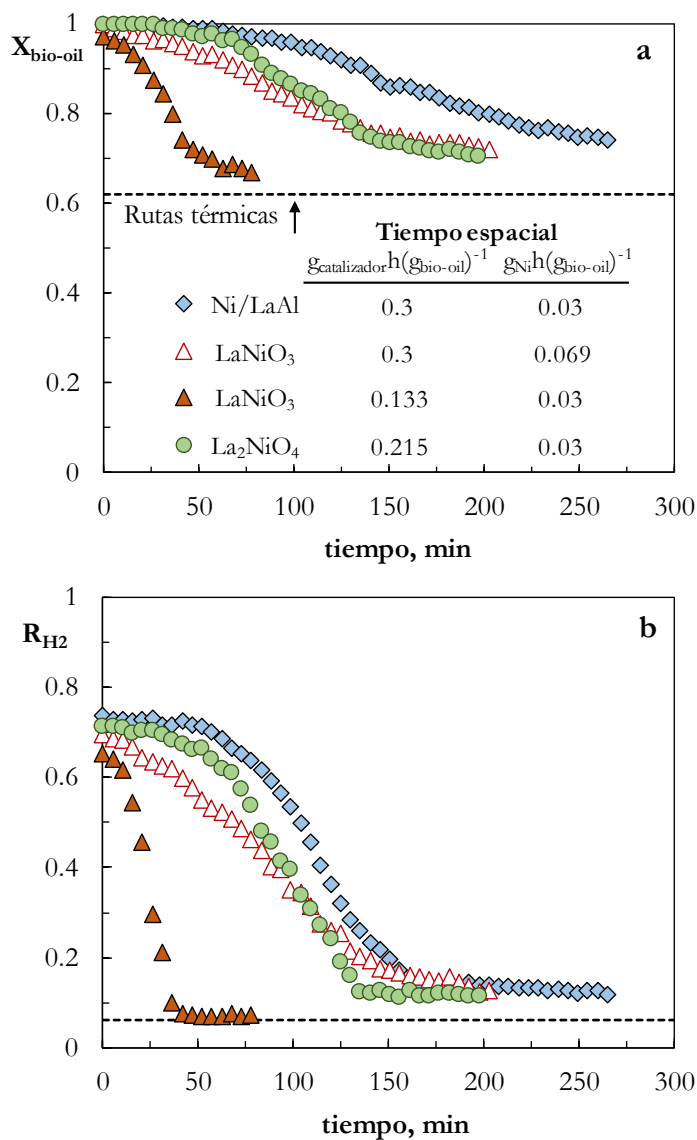 1
a
X_bio-oil
0.8
0.6
Rutas térmicas
Tiempo espacial
g_catalizador h(g_bio-oil)^-1 g_Ni h(g_bio-oil)^-1
0.4
Ni/LaAl 0.3 0.03
LaNiO₃ 0.3 0.069
0.2
LaNiO₃ 0.133 0.03
La₂NiO₄ 0.215 0.03
0
0 50 100 150 200 250 300
tiempo, min
1
b
R_H2
0.8
0.6
0.4
0.2
0
0 50 100 150 200 250 300
tiempo, min